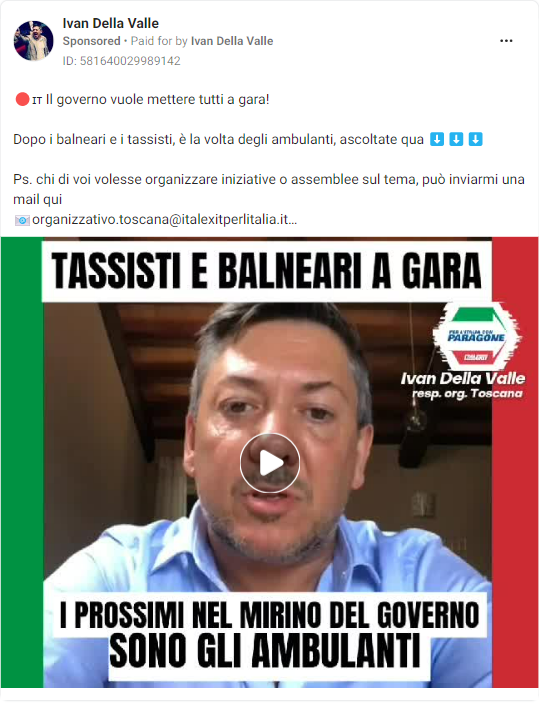 Ivan Della Valle
Sponsored • Paid for by Ivan Della Valle
ID: 581640029989142
🔴 IT Il governo vuole mettere tutti a gara!
Dopo i balneari e i tassisti, è la volta degli ambulanti, ascoltate qua ⬇️ ⬇️ ⬇️
Ps. chi di voi volesse organizzare iniziative o assemblee sul tema, può inviarmi una
mail qui
📧organizzativo.toscana@italexitperlitalia.it...
TASSISTI E BALNEARI A GARA
PER L'ITALIA CON
PARAGONE
Ivan Della Valle
resp. org. Toscana
I PROSSIMI NEL MIRINO DEL GOVERNO
SONO GLI AMBULANTI